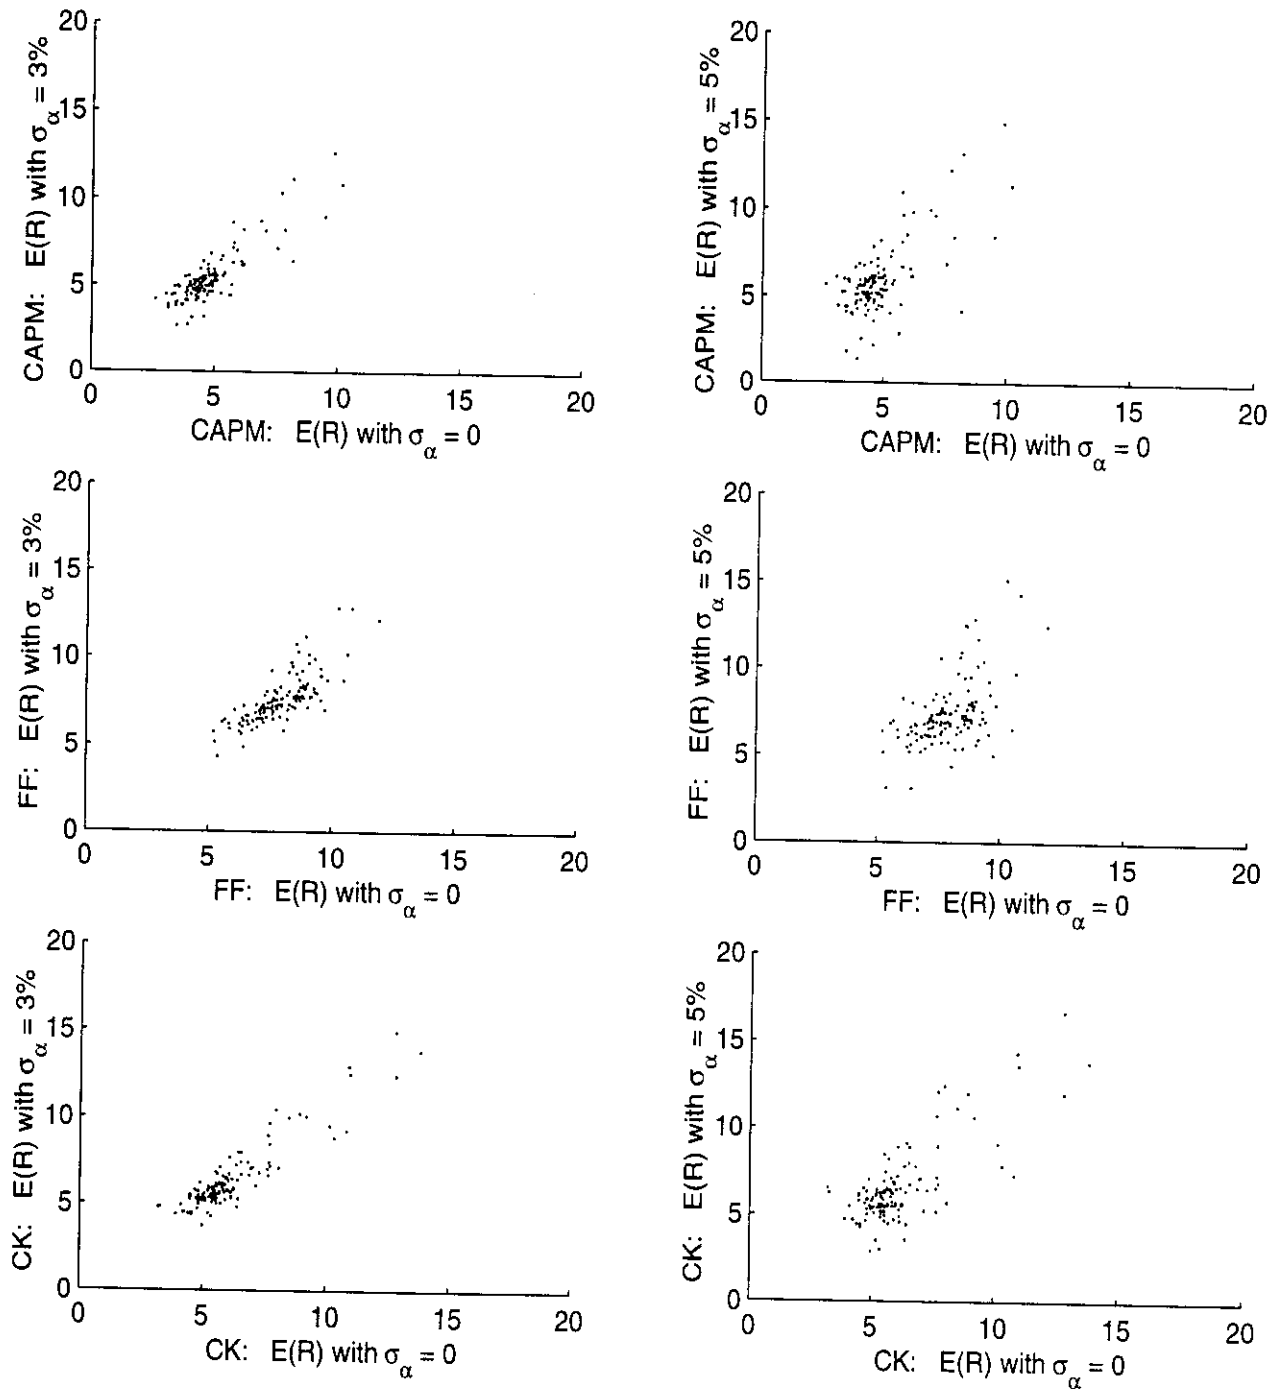 CAPM: E(R) with σα = 3%
20
15
10
5
0
0 5 10 15 20
CAPM: E(R) with σα = 0
CAPM: E(R) with σα = 5%
20
15
10
5
0
0 5 10 15 20
CAPM: E(R) with σα = 0
FF: E(R) with σα = 3%
20
15
10
5
0
0 5 10 15 20
FF: E(R) with σα = 0
FF: E(R) with σα = 5%
20
15
10
5
0
0 5 10 15 20
FF: E(R) with σα = 0
CK: E(R) with σα = 3%
20
15
10
5
0
0 5 10 15 20
CK: E(R) with σα = 0
CK: E(R) with σα = 5%
20
15
10
5
0
0 5 10 15 20
CK: E(R) with σα = 0